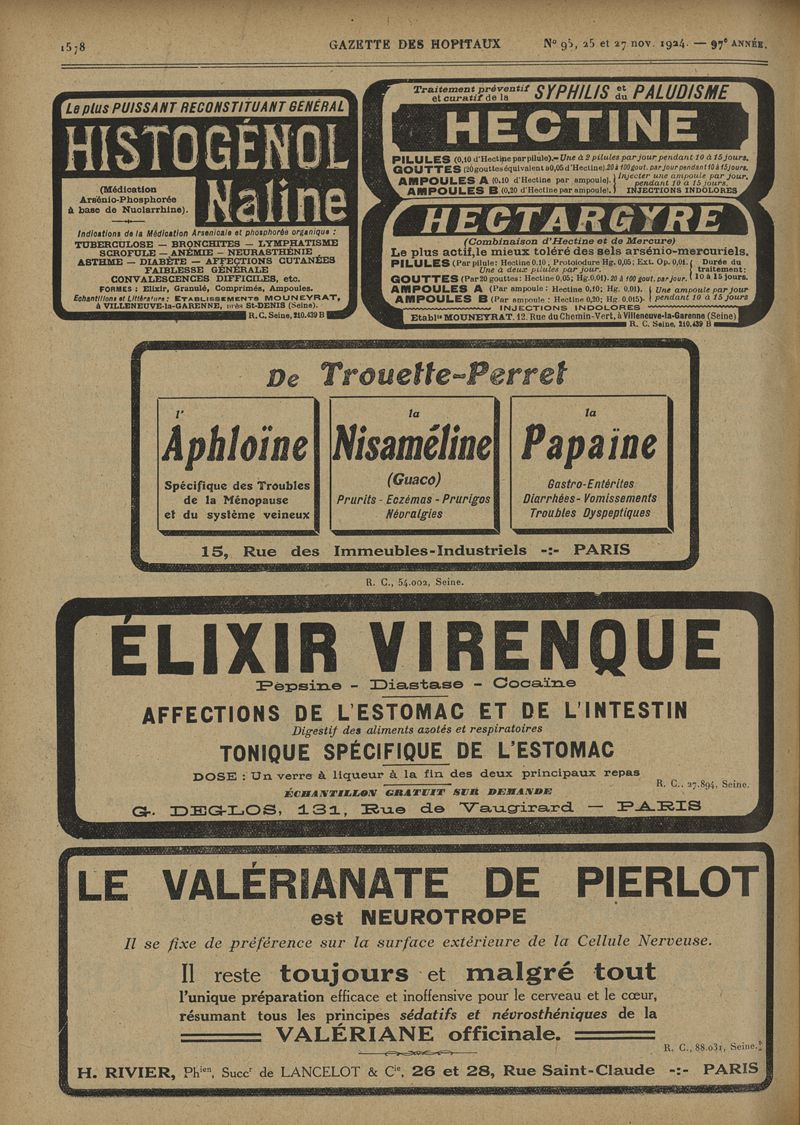 1578 GAZETTE DES HOPITAUX Nº 95, 25 et 27 nov. 1924. — 97e ANNÉE.
Le plus PUISSANT RECONSTITUANT GÉNÉRAL
HISTOGÉNOL
Naline
(Médication
Arsénio-Phosphorée
à base de Nuclarrhine).
Indications de la Médication Arsenicale et phosphorée organique :
TUBERCULOSE — BRONCHITES — LYMPHATISME
SCROFULE — ANÉMIE — NEURASTHÉNIE
ASTHME — DIABÈTE — AFFECTIONS CUTANÉES
FAIBLESSE GÉNÉRALE
CONVALESCENCES DIFFICILES, etc.
FORMES : Elixir, Granulé, Comprimés, Ampoules.
Echantillons et Littérature : ETABLISSEMENTS MOUNEYRAT,
à VILLENEUVE-la-GARENNE, près St-DENIS (Seine).
R. C. Seine, 210.439 B
Traitement préventif et curatif de la SYPHILIS et du PALUDISME
HECTINE
PILULES (0,10 d'Hectine par pilule).— Une à 2 pilules par jour pendant 10 à 15 jours.
GOUTTES (20 gouttes équivalent à 0,05 d'Hectine). 20 à 100 gout. par jour pendant 10 à 15 jours.
AMPOULES A (0.10 d'Hectine par ampoule). } Injecter une ampoule par jour,
pendant 10 à 15 jours.
AMPOULES B (0,20 d'Hectine par ampoule). } INJECTIONS INDOLORES
HECTARGYRE
(Combinaison d'Hectine et de Mercure)
Le plus actif, le mieux toléré des sels arsénio-mercuriels.
PILULES (Par pilule: Hectine 0.10 ; Protoiodure Hg. 0,05; Ext. Op. 0,01. { Durée du
Une à deux pilules par jour. { traitement:
GOUTTES (Par 20 gouttes : Hectine 0,05 ; Hg. 0,01). 20 à 100 gout. par jour. { 10 à 15 jours.
AMPOULES A (Par ampoule : Hectine 0,10; Hg. 0,01). { Une ampoule par jour
AMPOULES B (Par ampoule : Hectine 0,20; Hg. 0,015). { pendant 10 à 15 jours
INJECTIONS INDOLORES
Etablts MOUNEYRAT, 12, Rue du Chemin-Vert, à Villeneuve-la-Garenne (Seine)
R. C. Seine, 210.439 B
De Trouette-Perret
l'
Aphloïne
Spécifique des Troubles
de la Ménopause
et du système veineux
la
Nisaméline
(Guaco)
Prurits - Eczémas - Prurigos
Névralgies
la
Papaïne
Gastro-Entérites
Diarrhées - Vomissements
Troubles Dyspeptiques
15, Rue des Immeubles-Industriels -:- PARIS
R. C., 54.002, Seine.
ÉLIXIR VIRENQUE
Pepsine - Diastase - Cocaïne
AFFECTIONS DE L'ESTOMAC ET DE L'INTESTIN
Digestif des aliments azotés et respiratoires
TONIQUE SPÉCIFIQUE DE L'ESTOMAC
DOSE : Un verre à liqueur à la fin des deux principaux repas
R. C., 27.894, Seine.
ÉCHANTILLON GRATUIT SUR DEMANDE
G. DEGLOS, 131, Rue de Vaugirard — PARIS
LE VALÉRIANATE DE PIERLOT
est NEUROTROPE
Il se fixe de préférence sur la surface extérieure de la Cellule Nerveuse.
Il reste toujours et malgré tout
l'unique préparation efficace et inoffensive pour le cerveau et le cœur,
résumant tous les principes sédatifs et névrosthéniques de la
VALÉRIANE officinale.
R. C., 88.031, Seine.
H. RIVIER, Phien, Succr de LANCELOT & Cie, 26 et 28, Rue Saint-Claude -:- PARIS